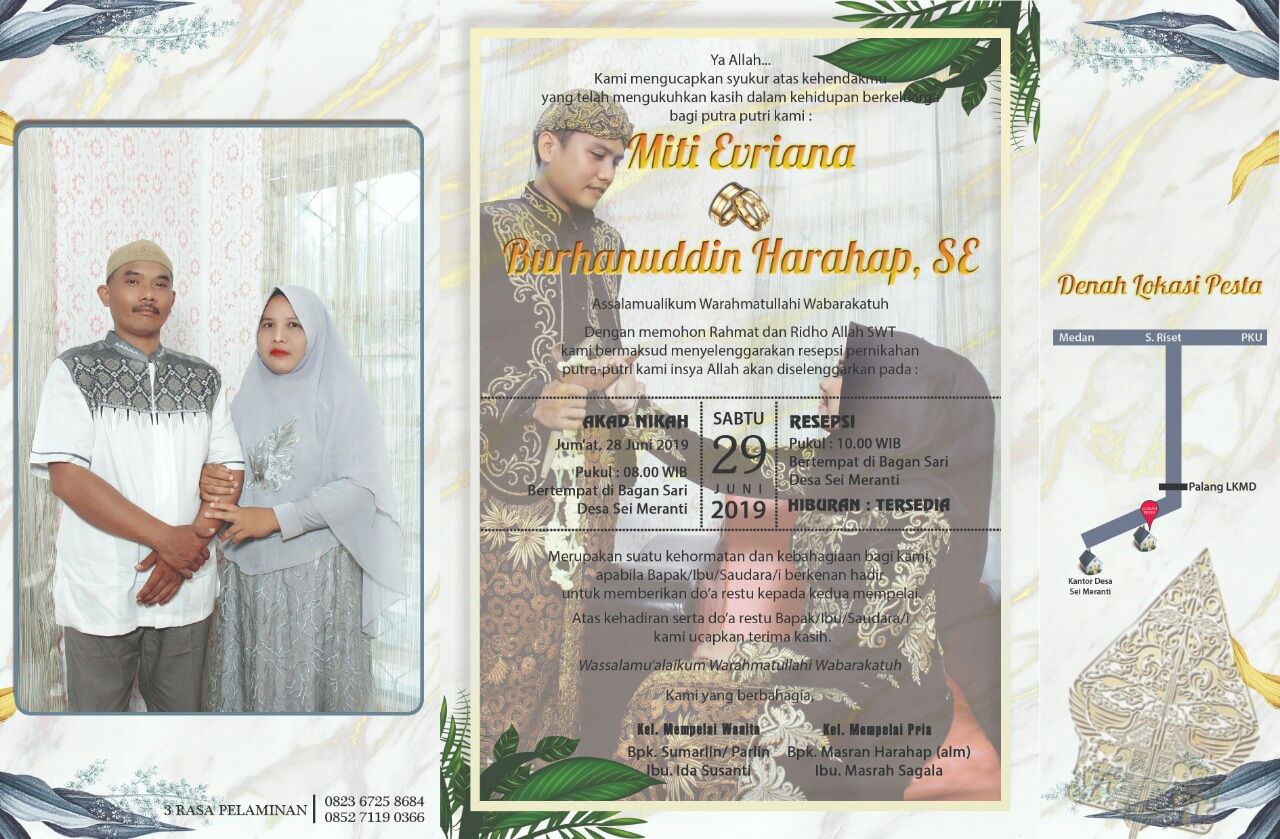 Ya Allah...
Kami mengucapkan syukur atas kehendakmu
yang telah mengukuhkan kasih dalam kehidupan berkeluarga
bagi putra putri kami :
Miti Evriana
Burhanuddin Harahap, SE
Assalamualikum Warahmatullahi Wabarakatuh
Dengan memohon Rahmat dan Ridho Allah SWT
kami bermaksud menyelenggarakan resepsi pernikahan
putra-putri kami insya Allah akan diselenggarkan pada :
AKAD NIKAH
Jum'at, 28 Juni 2019
Pukul : 08.00 WIB
Bertempat di Bagan Sari
Desa Sei Meranti
SABTU
29
JUNI
2019
RESEPSI
Pukul : 10.00 WIB
Bertempat di Bagan Sari
Desa Sei Meranti
HIBURAN : TERSEDIA
Merupakan suatu kehormatan dan kebahagiaan bagi kami,
apabila Bapak/Ibu/Saudara/i berkenan hadir
untuk memberikan do'a restu kepada kedua mempelai.
Atas kehadiran serta do'a restu Bapak/Ibu/Saudara/i
kami ucapkan terima kasih.
Wassalamu'alaikum Warahmatullahi Wabarakatuh
Kami yang berbahagia,
Kel. Mempelai Wanita
Bpk. Sumarlin/ Parlin
Ibu. Ida Susanti
Kel. Mempelai Pria
Bpk. Masran Harahap (alm)
Ibu. Masrah Sagala
3 RASA PELAMINAN
0823 6725 8684
0852 7119 0366
Denah Lokasi Pesta
Medan S. Riset PKU
Palang LKMD
Kantor Desa
Sei Meranti